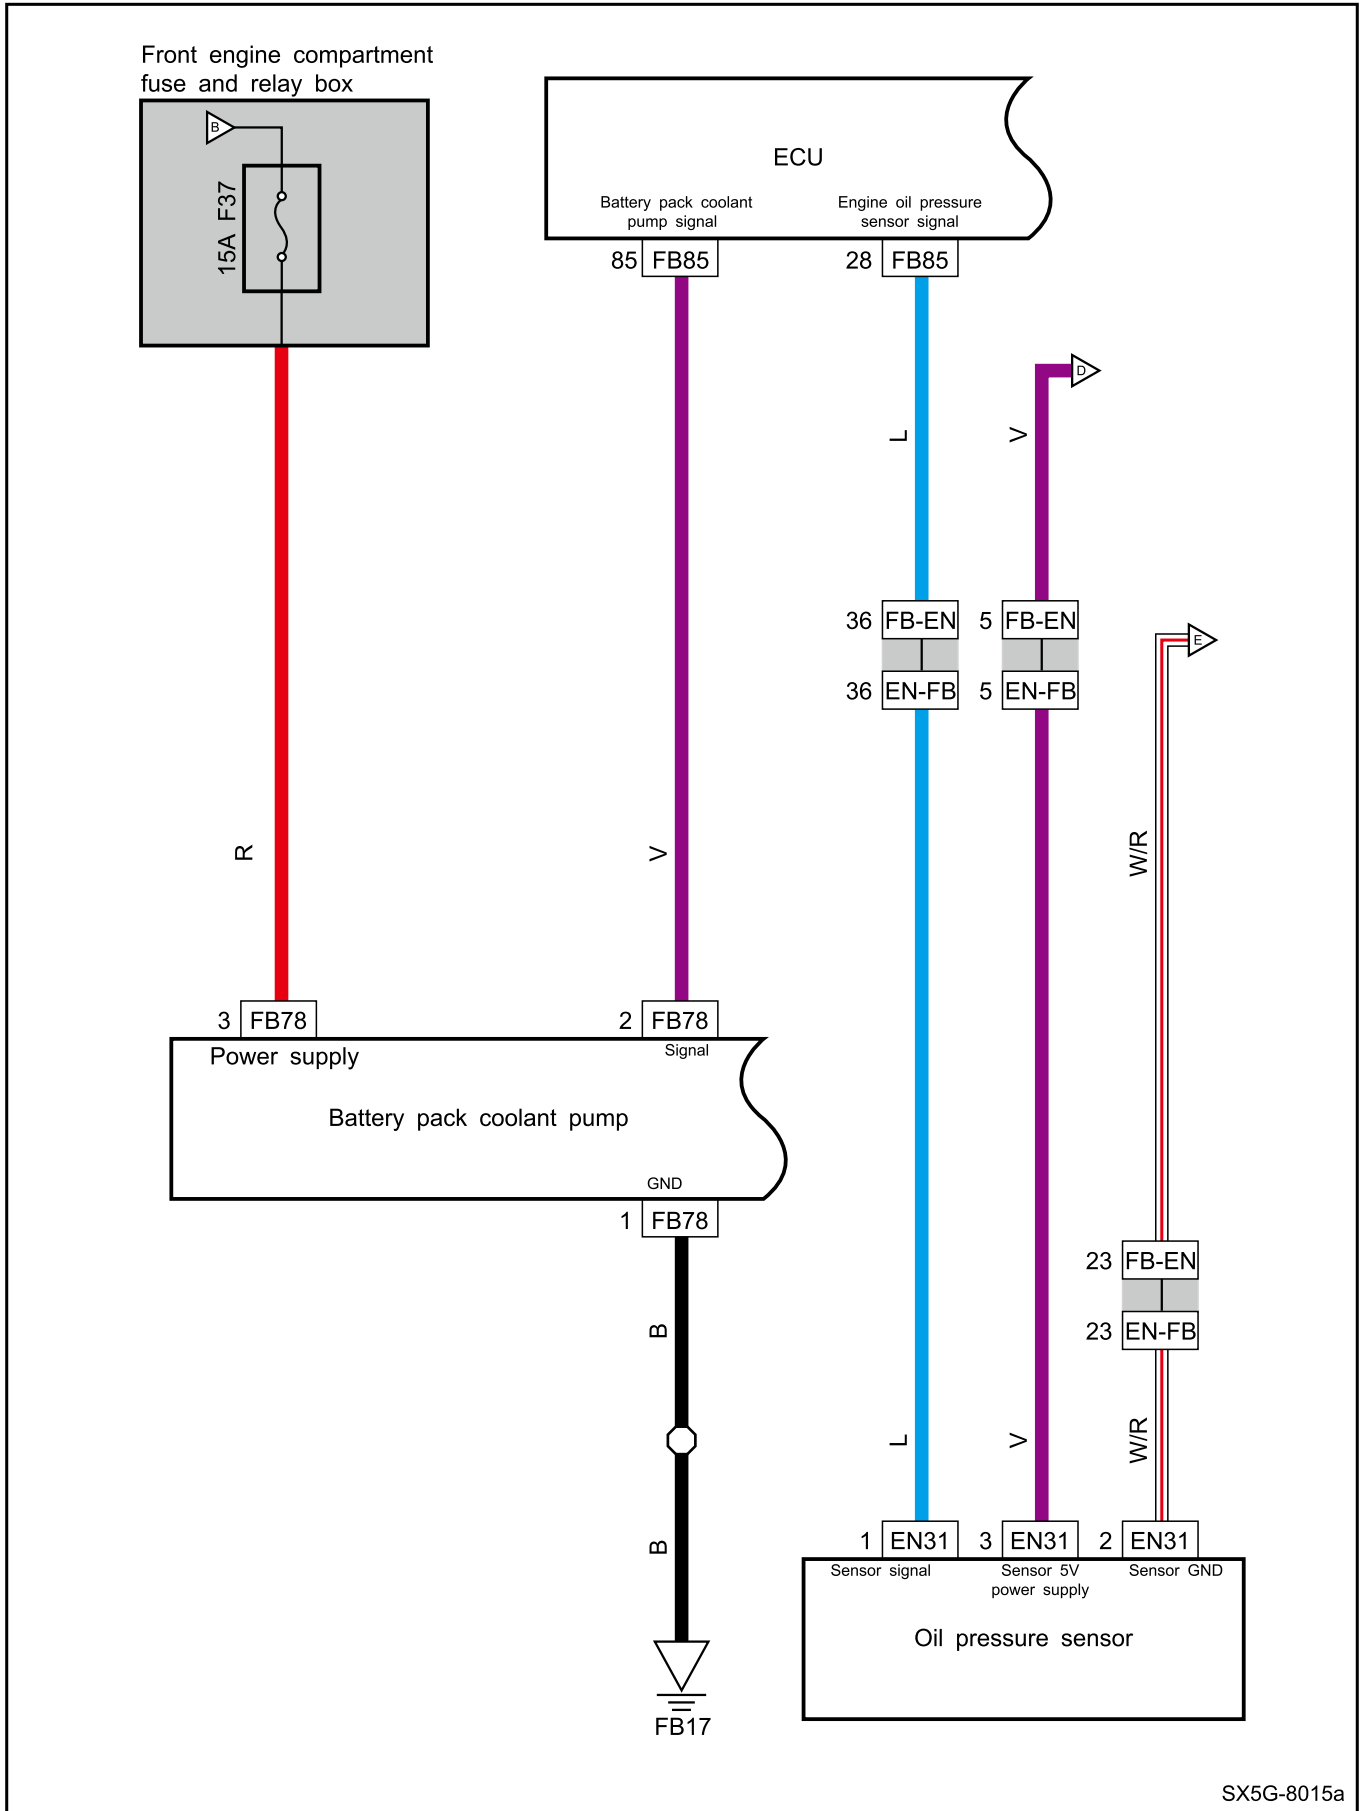 Front engine compartment
fuse and relay box
B
15A F37
ECU
Battery pack coolant
pump signal
Engine oil pressure
sensor signal
85 FB85
28 FB85
D
L
V
36 FB-EN
5 FB-EN
E
36 EN-FB
5 EN-FB
R
V
W/R
3 FB78
2 FB78
Power supply
Signal
Battery pack coolant pump
GND
1 FB78
23 FB-EN
23 EN-FB
B
L
V
W/R
B
1 EN31
3 EN31
2 EN31
Sensor signal
Sensor 5V
power supply
Sensor GND
Oil pressure sensor
FB17
SX5G-8015a